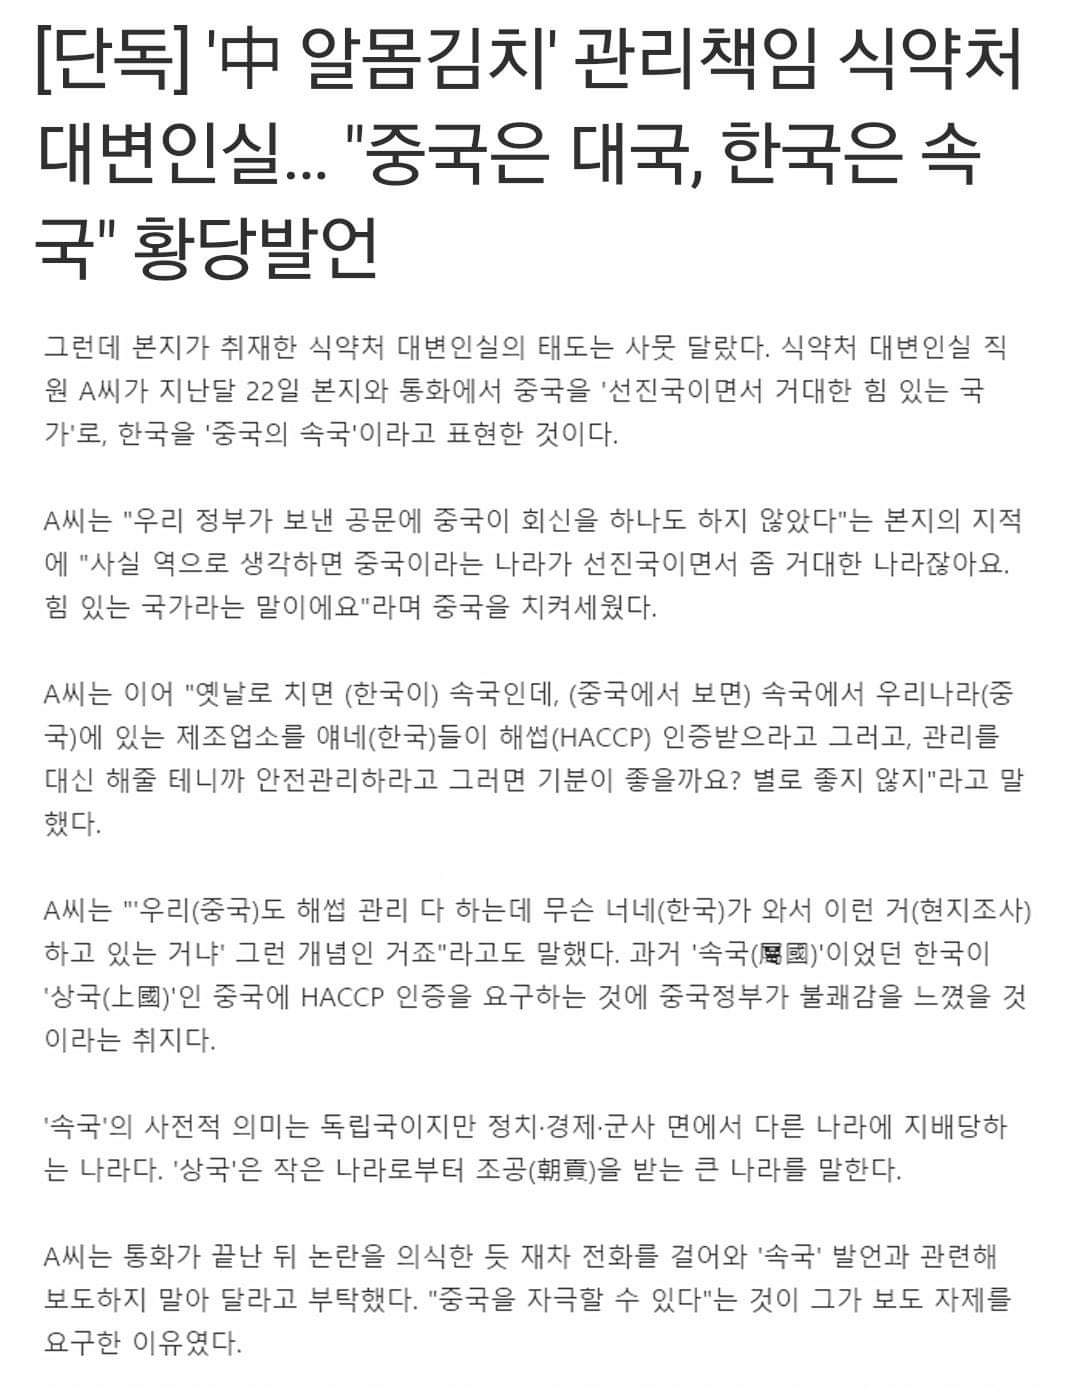 [단독] '中 알몸김치' 관리책임 식약처
대변인실... "중국은 대국, 한국은 속
국" 황당발언
그런데 본지가 취재한 식약처 대변인실의 태도는 사뭇 달랐다. 식약처 대변인실 직
원 A씨가 지난달 22일 본지와 통화에서 중국을 '선진국이면서 거대한 힘 있는 국
가'로, 한국을 '중국의 속국'이라고 표현한 것이다.
A씨는 "우리 정부가 보낸 공문에 중국이 회신을 하나도 하지 않았다"는 본지의 지적
에 "사실 역으로 생각하면 중국이라는 나라가 선진국이면서 좀 거대한 나라잖아요.
힘 있는 국가라는 말이에요"라며 중국을 치켜세웠다.
A씨는 이어 "옛날로 치면 (한국이) 속국인데, (중국에서 보면) 속국에서 우리나라(중
국)에 있는 제조업소를 얘네(한국)들이 해썹(HACCP) 인증받으라고 그러고, 관리를
대신 해줄 테니까 안전관리하라고 그러면 기분이 좋을까요? 별로 좋지 않지"라고 말
했다.
A씨는 "'우리(중국)도 해썹 관리 다 하는데 무슨 너네(한국)가 와서 이런 거(현지조사)
하고 있는 거냐' 그런 개념인 거죠"라고도 말했다. 과거 '속국(屬國)'이었던 한국이
'상국(上國)'인 중국에 HACCP 인증을 요구하는 것에 중국정부가 불쾌감을 느꼈을 것
이라는 취지다.
'속국'의 사전적 의미는 독립국이지만 정치·경제·군사 면에서 다른 나라에 지배당하
는 나라다. '상국'은 작은 나라로부터 조공(朝貢)을 받는 큰 나라를 말한다.
A씨는 통화가 끝난 뒤 논란을 의식한 듯 재차 전화를 걸어와 '속국' 발언과 관련해
보도하지 말아 달라고 부탁했다. "중국을 자극할 수 있다"는 것이 그가 보도 자제를
요구한 이유였다.